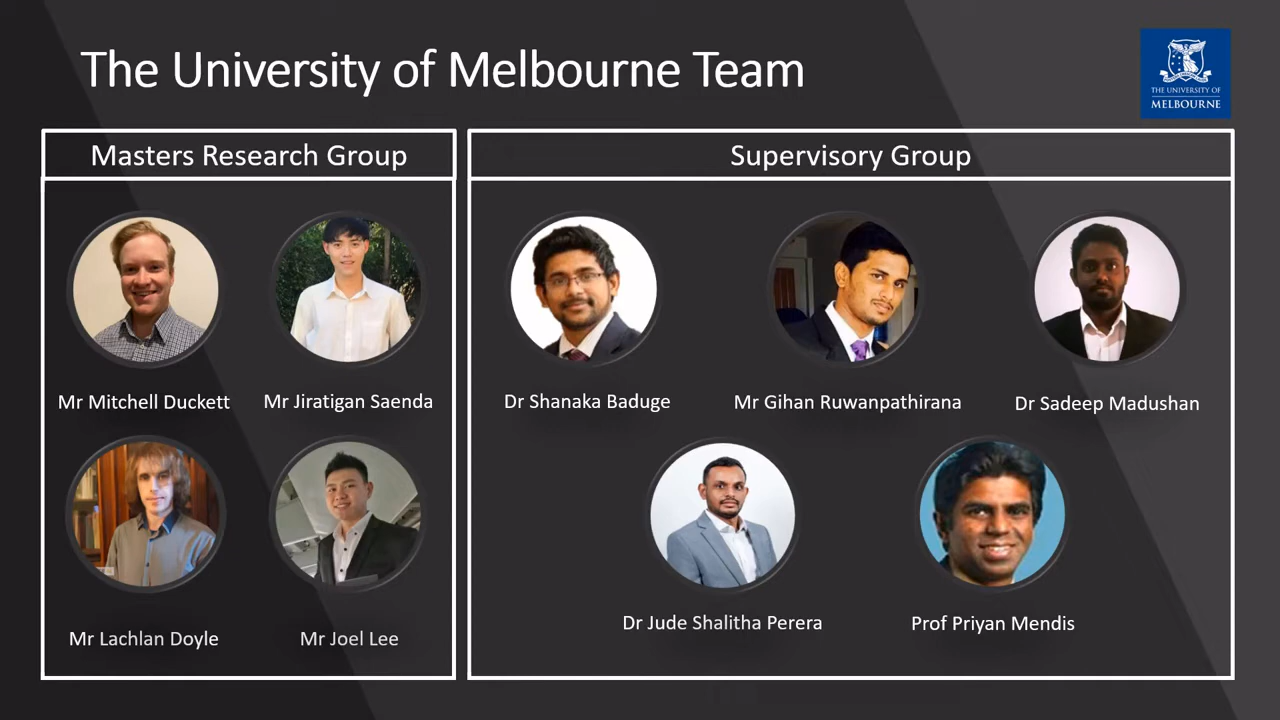 The University of Melbourne Team
THE UNIVERSITY OF
MELBOURNE
Masters Research Group
Supervisory Group
Mr Mitchell Duckett
Mr Jiratigan Saenda
Mr Lachlan Doyle
Mr Joel Lee
Dr Shanaka Baduge
Mr Gihan Ruwanpathirana
Dr Sadeep Madushan
Dr Jude Shalitha Perera
Prof Priyan Mendis